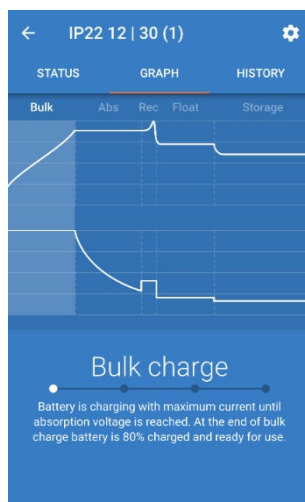 IP22 12 | 30 (1)
STATUS GRAPH HISTORY
Bulk Abs Rec Float Storage
Bulk charge
Battery is charging with maximum current until
absorption voltage is reached. At the end of bulk
charge battery is 80% charged and ready for use.